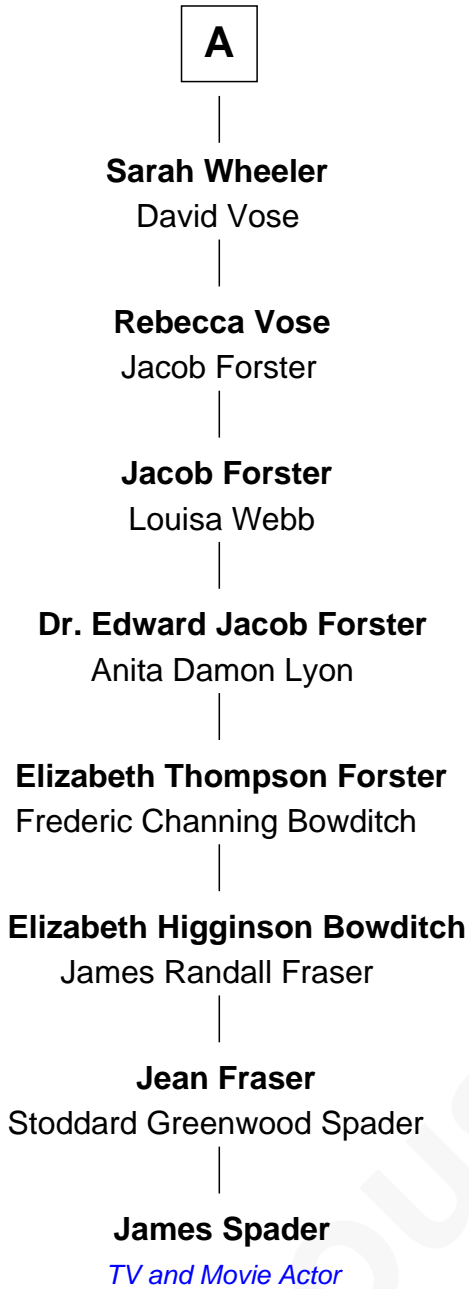 A
Sarah Wheeler
David Vose
Rebecca Vose
Jacob Forster
Jacob Forster
Louisa Webb
Dr. Edward Jacob Forster
Anita Damon Lyon
Elizabeth Thompson Forster
Frederic Channing Bowditch
Elizabeth Higginson Bowditch
James Randall Fraser
Jean Fraser
Stoddard Greenwood Spader
James Spader
TV and Movie Actor